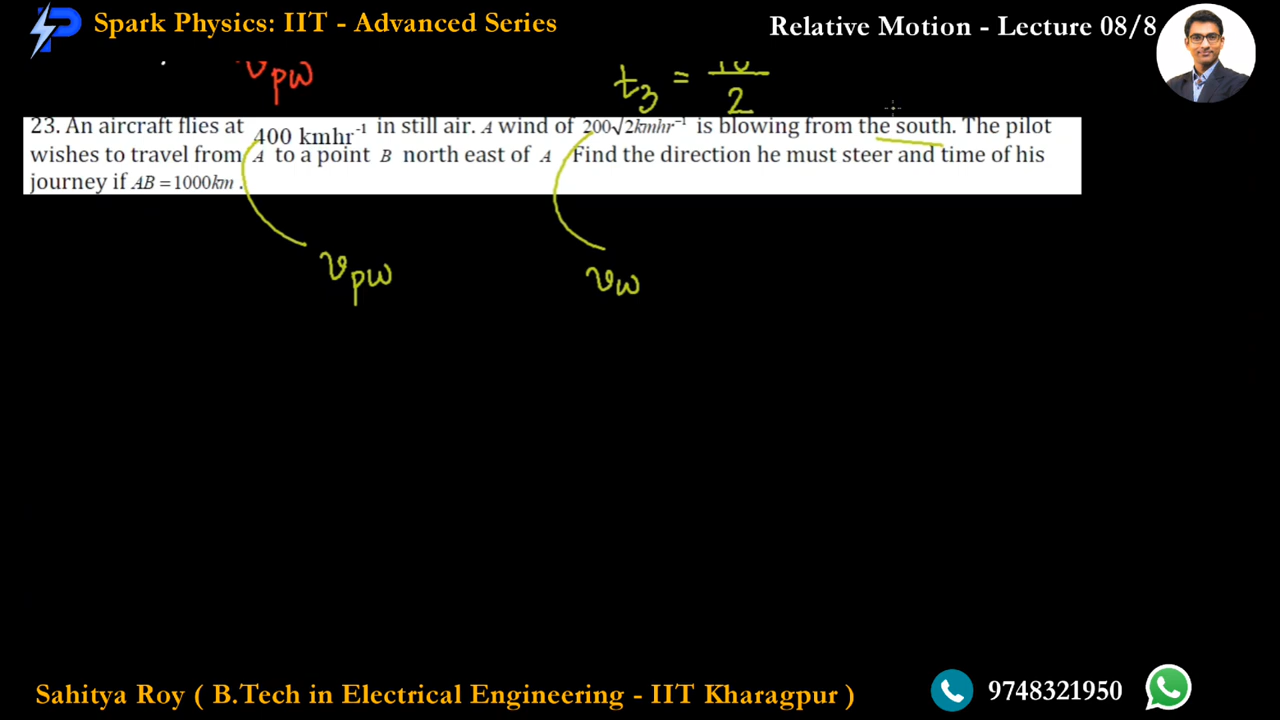 Spark Physics: IIT - Advanced Series
Relative Motion - Lecture 08/8
v_pw
t_3 = 10/2
23. An aircraft flies at 400 kmhr^-1 in still air. A wind of 200√2kmhr^-1 is blowing from the south. The pilot
wishes to travel from A to a point B north east of A Find the direction he must steer and time of his
journey if AB = 1000km .
v_pw
v_w
Sahitya Roy ( B.Tech in Electrical Engineering - IIT Kharagpur )
9748321950